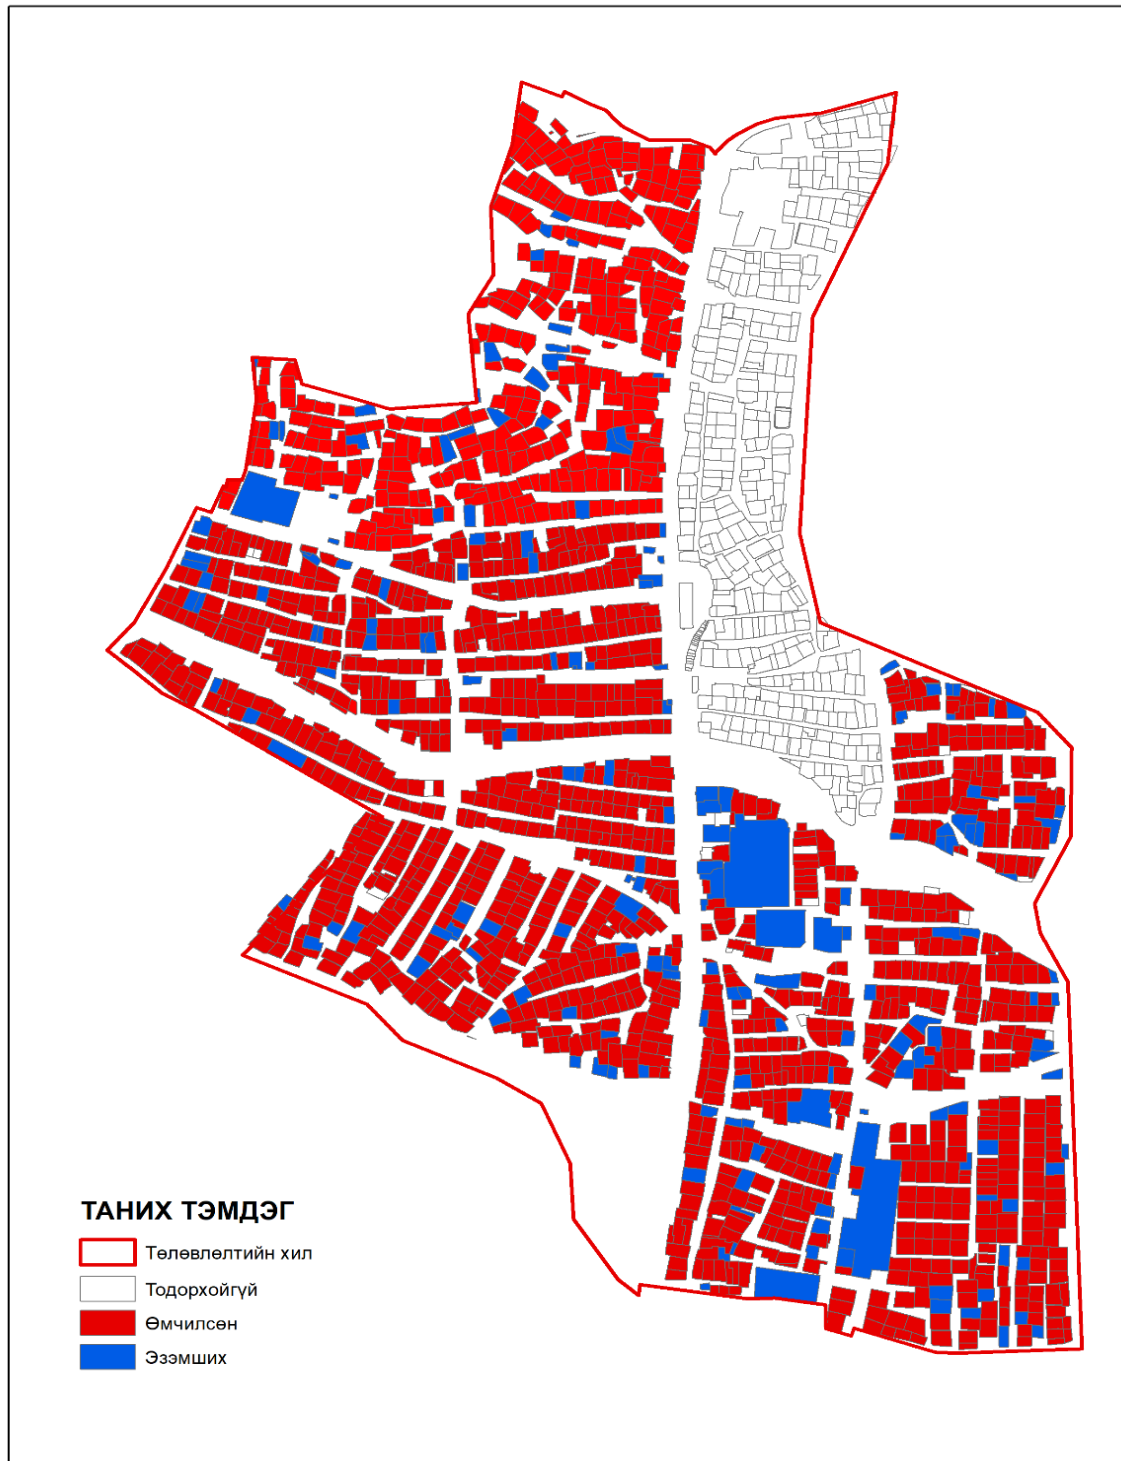 ТАНИХ ТЭМДЭГ
Төлөвлөлтийн хил
Тодорхойгүй
Өмчилсөн
Эзэмших